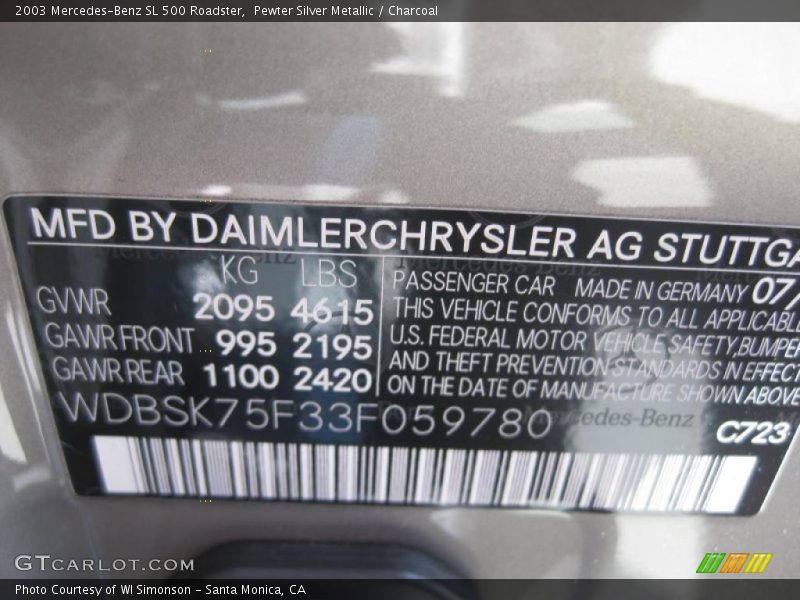 2003 Mercedes-Benz SL 500 Roadster,  Pewter Silver Metallic / Charcoal
MFD BY DAIMLERCHRYSLER AG STUTTGA
KG LBS
GVWR 2095 4615
GAWR FRONT 995 2195
GAWR REAR 1100 2420
PASSENGER CAR MADE IN GERMANY 07/
THIS VEHICLE CONFORMS TO ALL APPLICABLE
U.S. FEDERAL MOTOR VEHICLE SAFETY, BUMPER
AND THEFT PREVENTION STANDARDS IN EFFECT
ON THE DATE OF MANUFACTURE SHOWN ABOVE
WDBSK75F33F059780
Mercedes-Benz
C723
GTCARLOT.COM
Photo Courtesy of WI Simonson - Santa Monica, CA